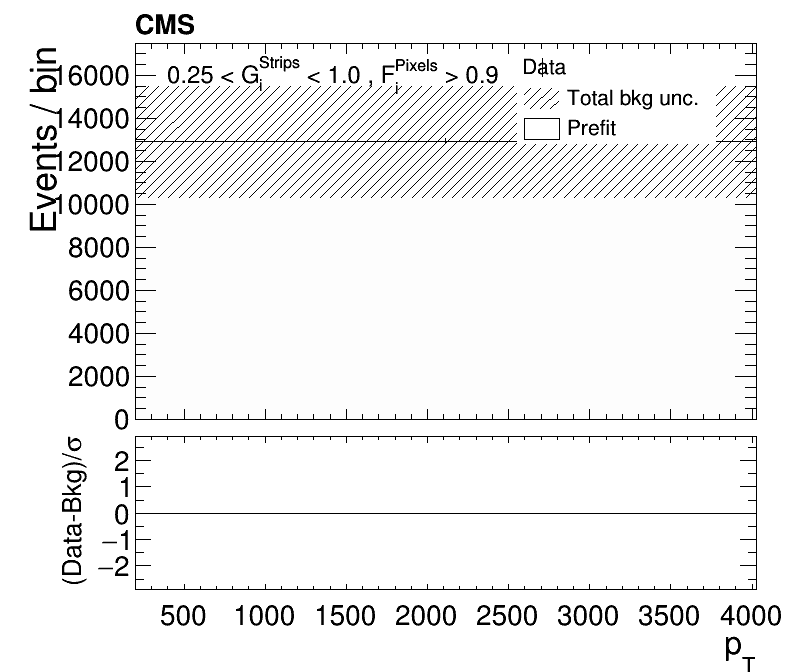 CMS
Events / bin
16000
14000
12000
10000
8000
6000
4000
2000
0
0.25 < G_i^Strips < 1.0 , F_i^Pixels > 0.9
Data
Total bkg unc.
Prefit
(Data-Bkg)/σ
2
1
0
−1
−2
500 1000 1500 2000 2500 3000 3500 4000
p_T